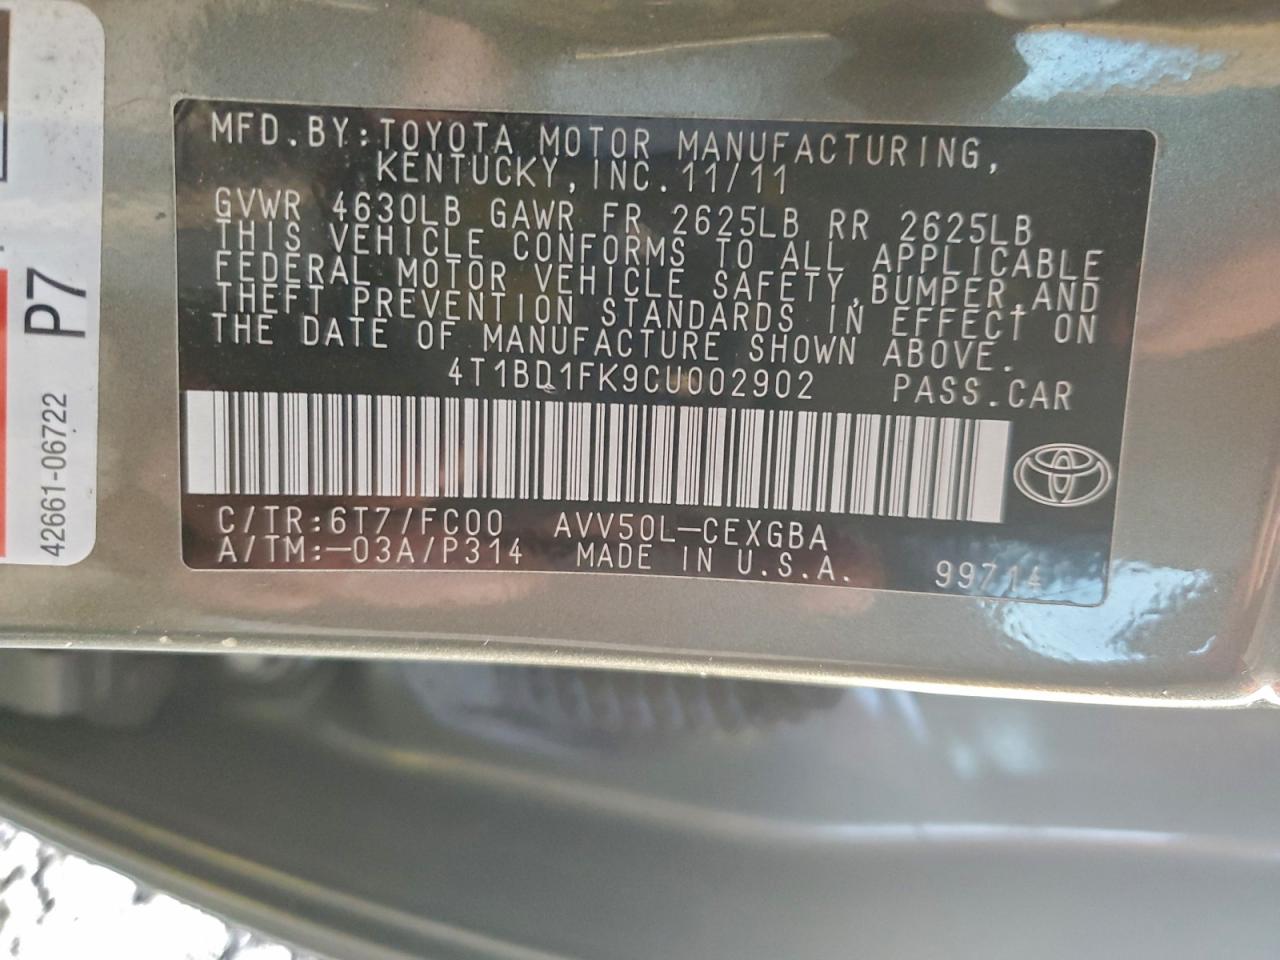 MFD.BY:TOYOTA MOTOR MANUFACTURING,
KENTUCKY,INC.11/11
GVWR 4630LB GAWR FR 2625LB RR 2625LB
THIS VEHICLE CONFORMS TO ALL APPLICABLE
FEDERAL MOTOR VEHICLE SAFETY,BUMPER,AND
THEFT PREVENTION STANDARDS IN EFFECT ON
THE DATE OF MANUFACTURE SHOWN ABOVE.
4T1BD1FK9CU002902 PASS.CAR
C/TR:6T7/FC00 AVV50L-CEXGBA
A/TM:-03A/P314 MADE IN U.S.A. 99714
P7
42661-06722